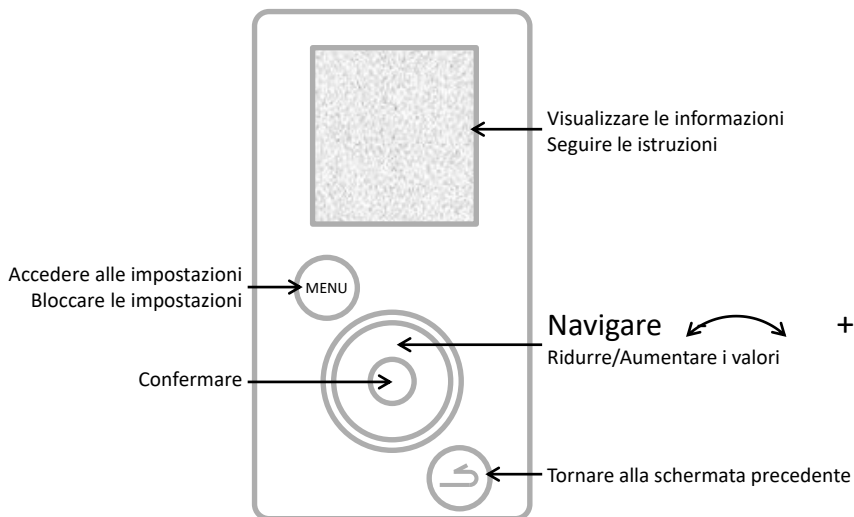 Visualizzare le informazioni
Seguire le istruzioni
Accedere alle impostazioni
Bloccare le impostazioni
MENU
Navigare +
Ridurre/Aumentare i valori
Confermare
Tornare alla schermata precedente